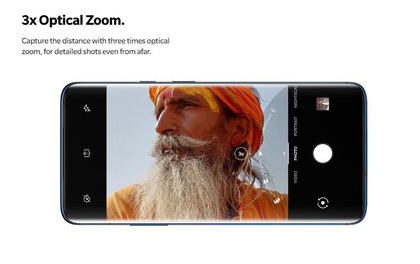 3x Optical Zoom.
Capture the distance with three times optical
zoom, for detailed shots even from afar.
NIGHTSCAPE
PORTRAIT
PHOTO
VIDEO
3x